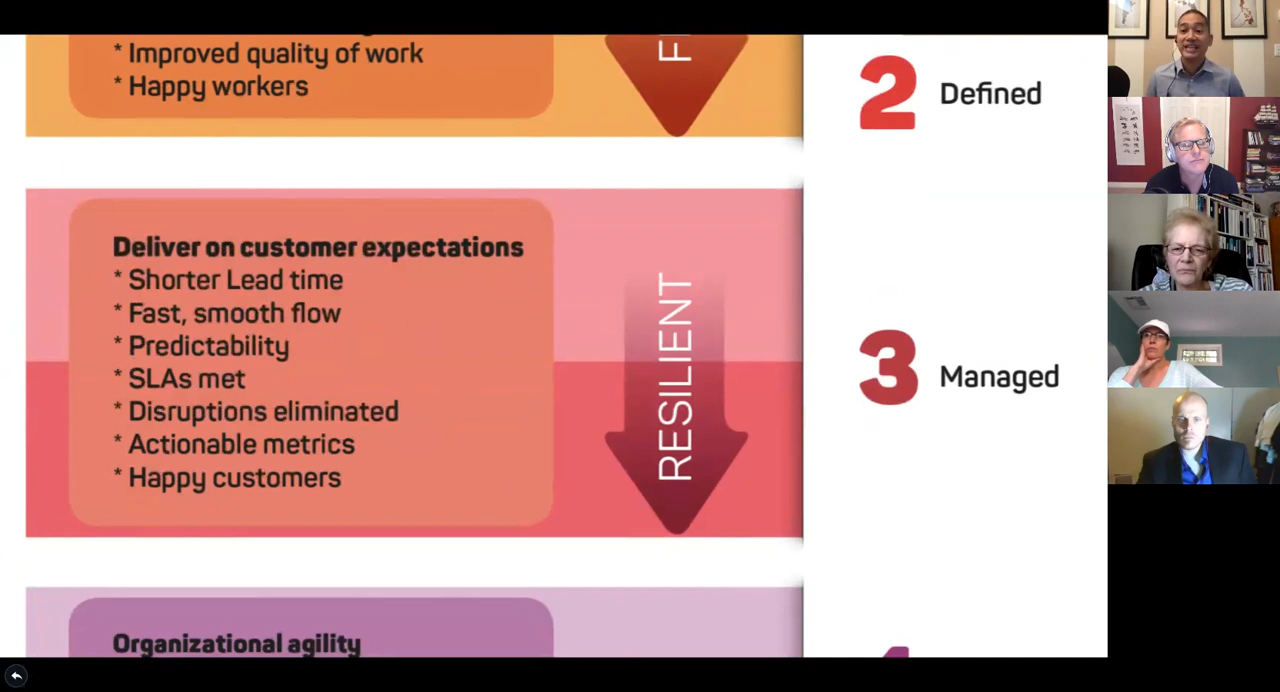 * Improved quality of work
* Happy workers
2 Defined
Deliver on customer expectations
* Shorter Lead time
* Fast, smooth flow
* Predictability
* SLAs met
* Disruptions eliminated
* Actionable metrics
* Happy customers
RESILIENT
3 Managed
Organizational agility